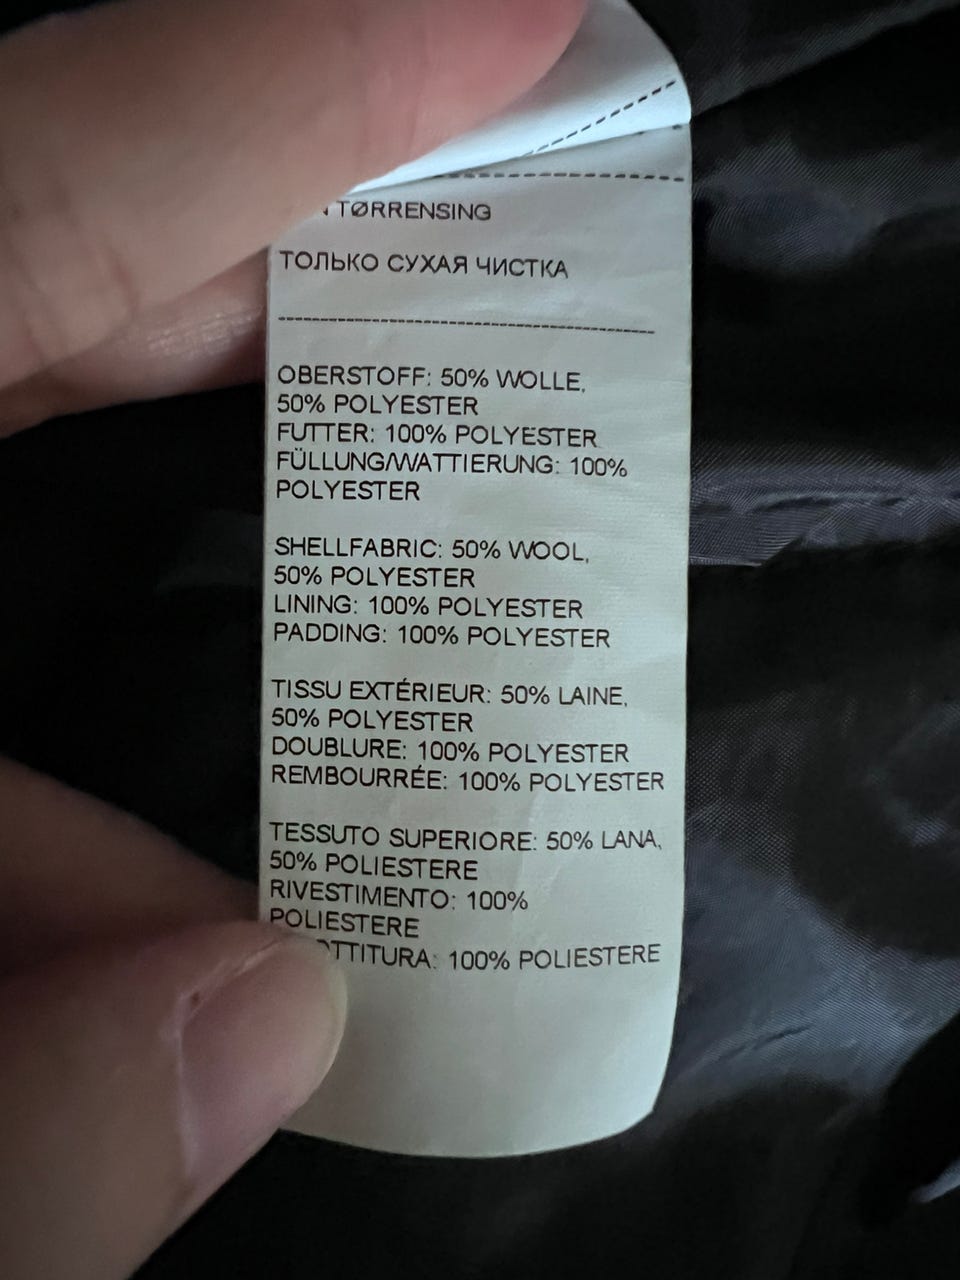 TØRRENSING
ТОЛЬКО СУХАЯ ЧИСТКА
OBERSTOFF: 50% WOLLE,
50% POLYESTER
FUTTER: 100% POLYESTER
FÜLLUNG/WATTIERUNG: 100%
POLYESTER
SHELLFABRIC: 50% WOOL,
50% POLYESTER
LINING: 100% POLYESTER
PADDING: 100% POLYESTER
TISSU EXTÉRIEUR: 50% LAINE,
50% POLYESTER
DOUBLURE: 100% POLYESTER
REMBOURRÉE: 100% POLYESTER
TESSUTO SUPERIORE: 50% LANA,
50% POLIESTERE
RIVESTIMENTO: 100%
POLIESTERE
100% POLIESTERE